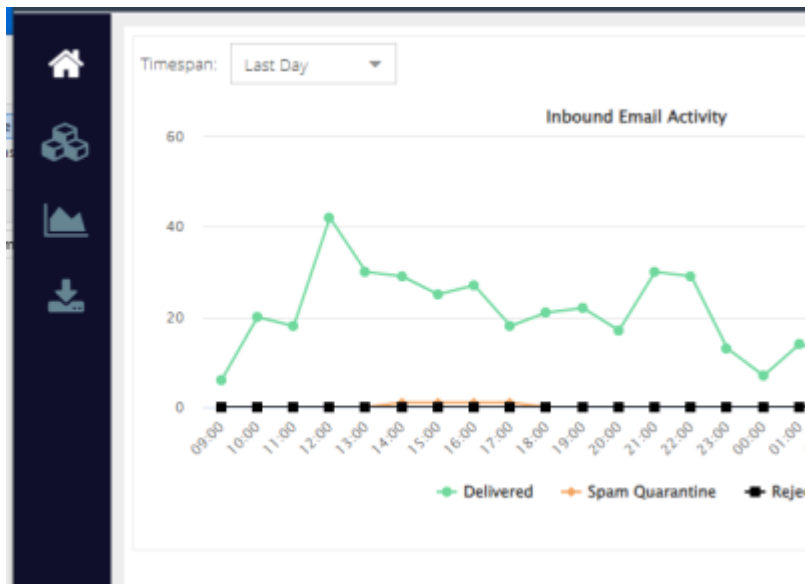 Timespan: Last Day
Inbound Email Activity
60
40
20
0
09:00 10:00 11:00 12:00 13:00 14:00 15:00 16:00 17:00 18:00 19:00 20:00 21:00 22:00 23:00 00:00 01:00
Delivered Spam Quarantine Reje